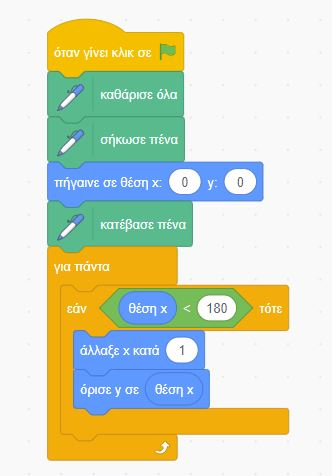 όταν γίνει κλικ σε
καθάρισε όλα
σήκωσε πένα
πήγαινε σε θέση x: 0 y: 0
κατέβασε πένα
για πάντα
εάν θέση x < 180 τότε
άλλαξε x κατά 1
όρισε y σε θέση x